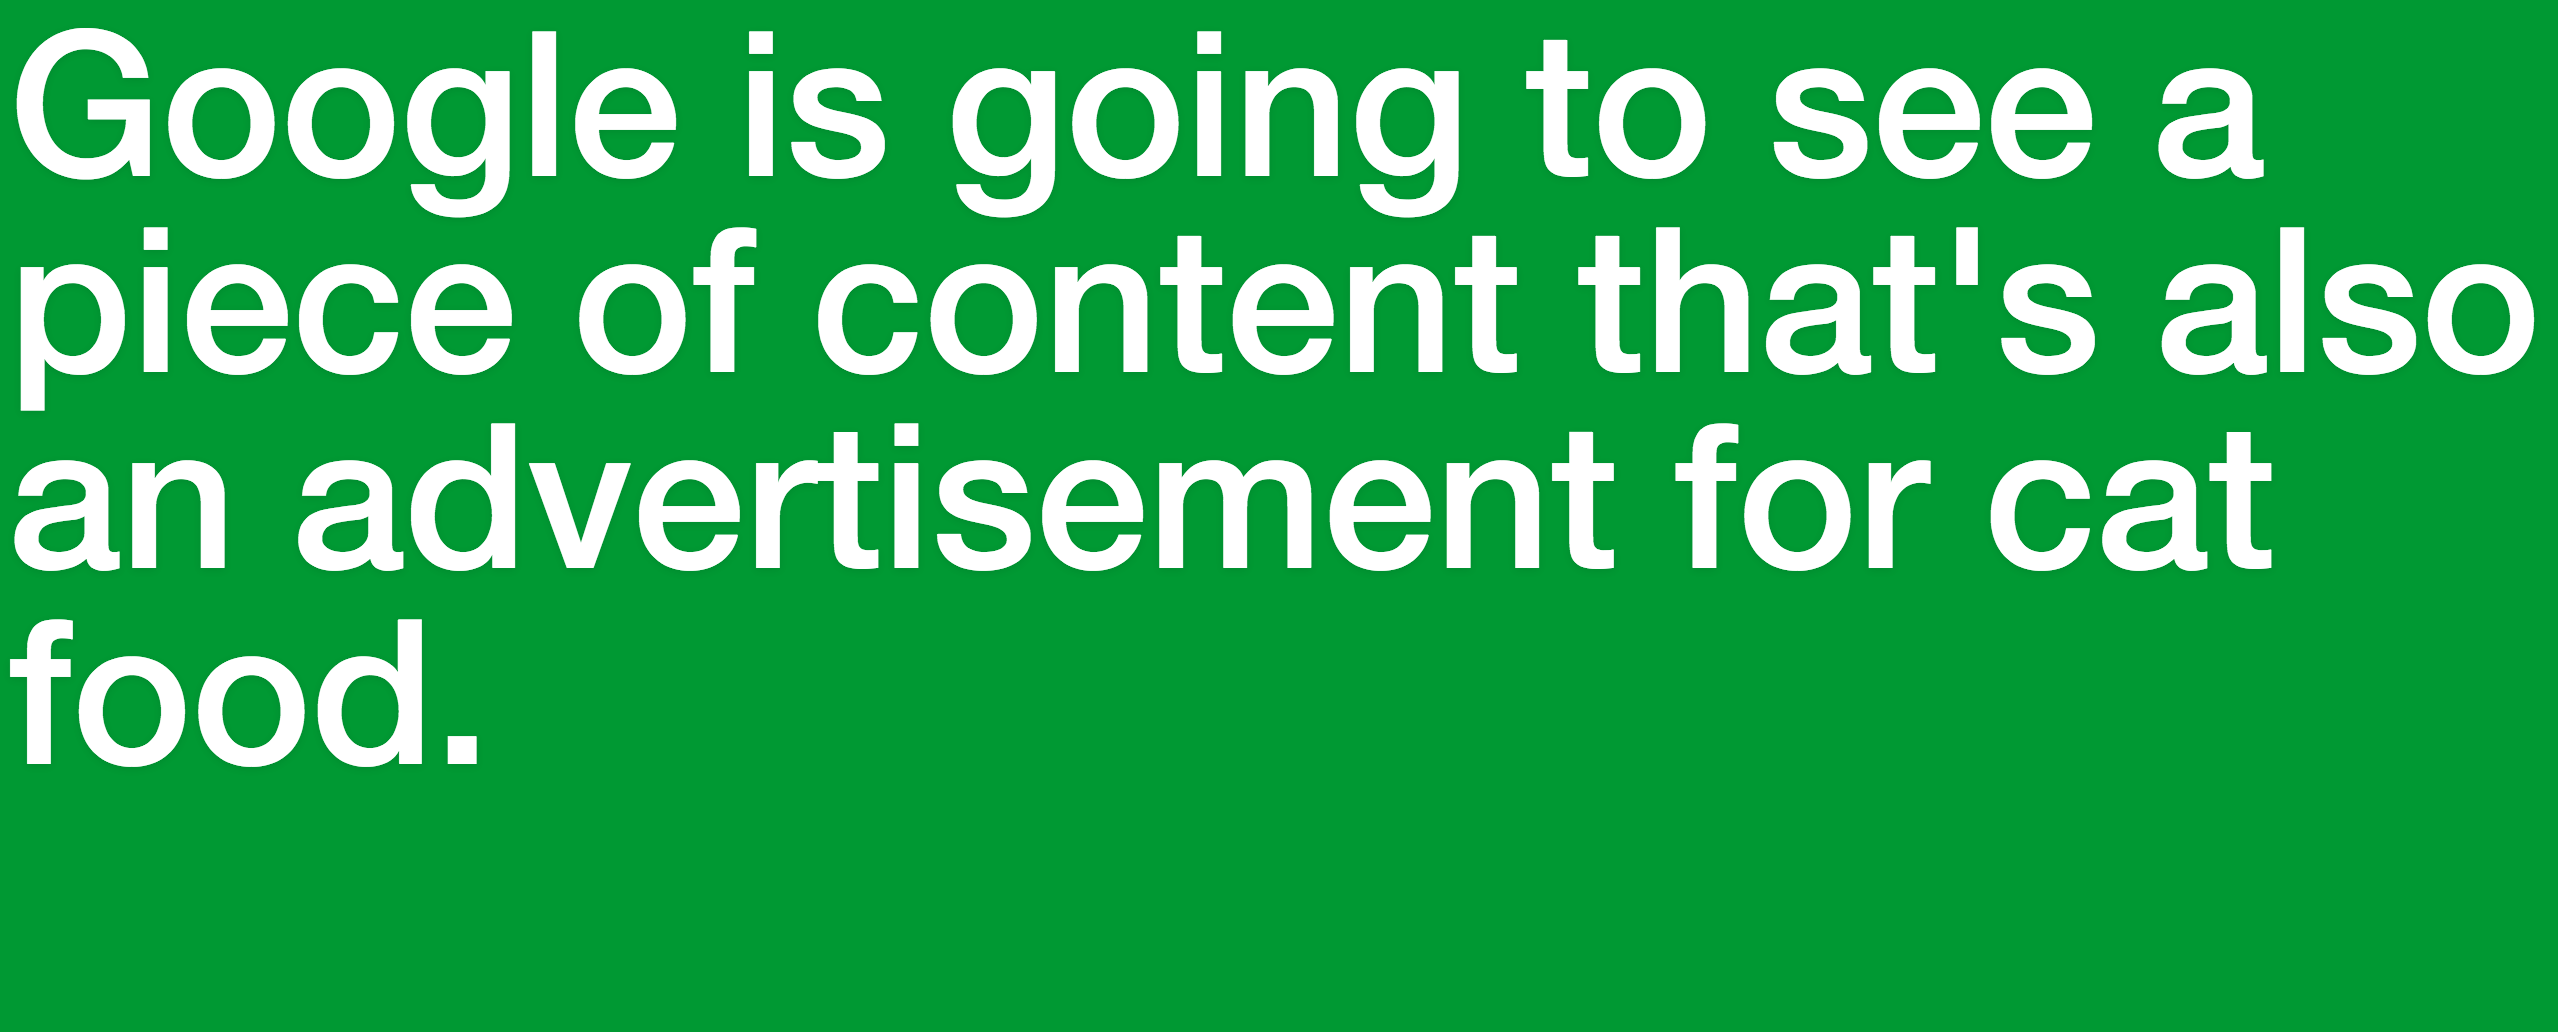 Google is going to see a
piece of content that's also
an advertisement for cat
food.